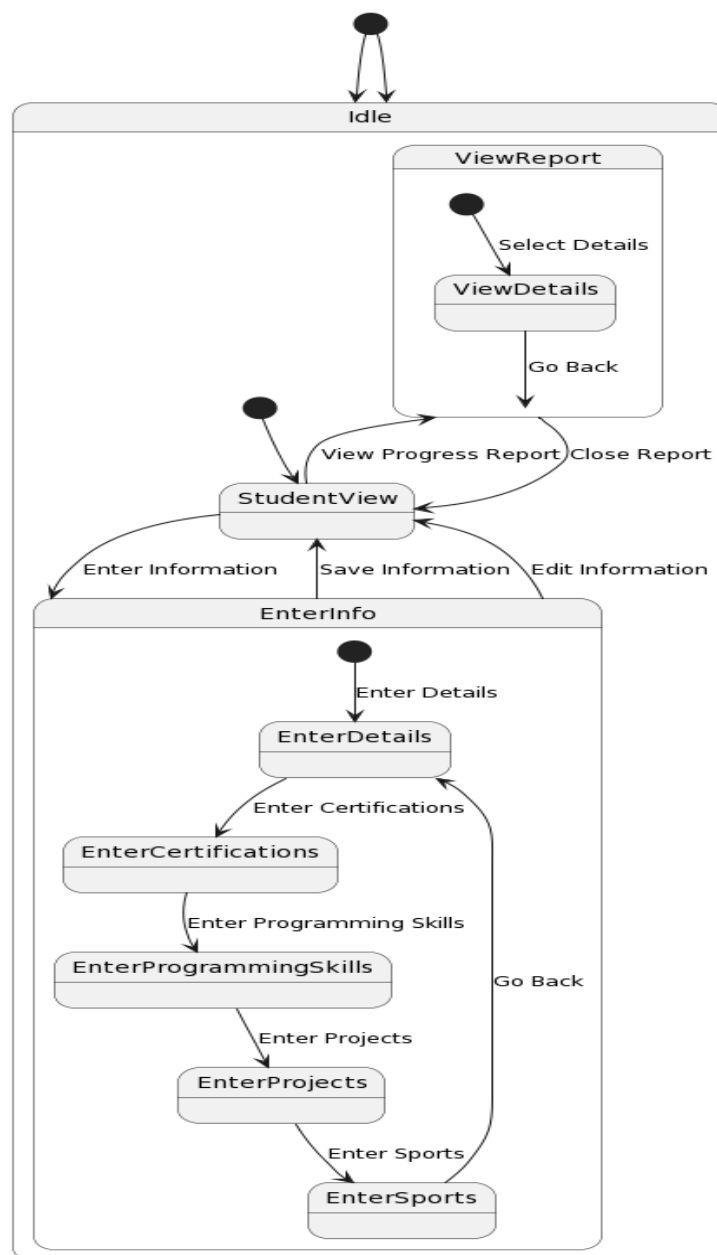 Idle
ViewReport
Select Details
ViewDetails
Go Back
View Progress Report
Close Report
StudentView
Enter Information
Save Information
Edit Information
EnterInfo
Enter Details
EnterDetails
Enter Certifications
EnterCertifications
Enter Programming Skills
EnterProgrammingSkills
Go Back
Enter Projects
EnterProjects
Enter Sports
EnterSports